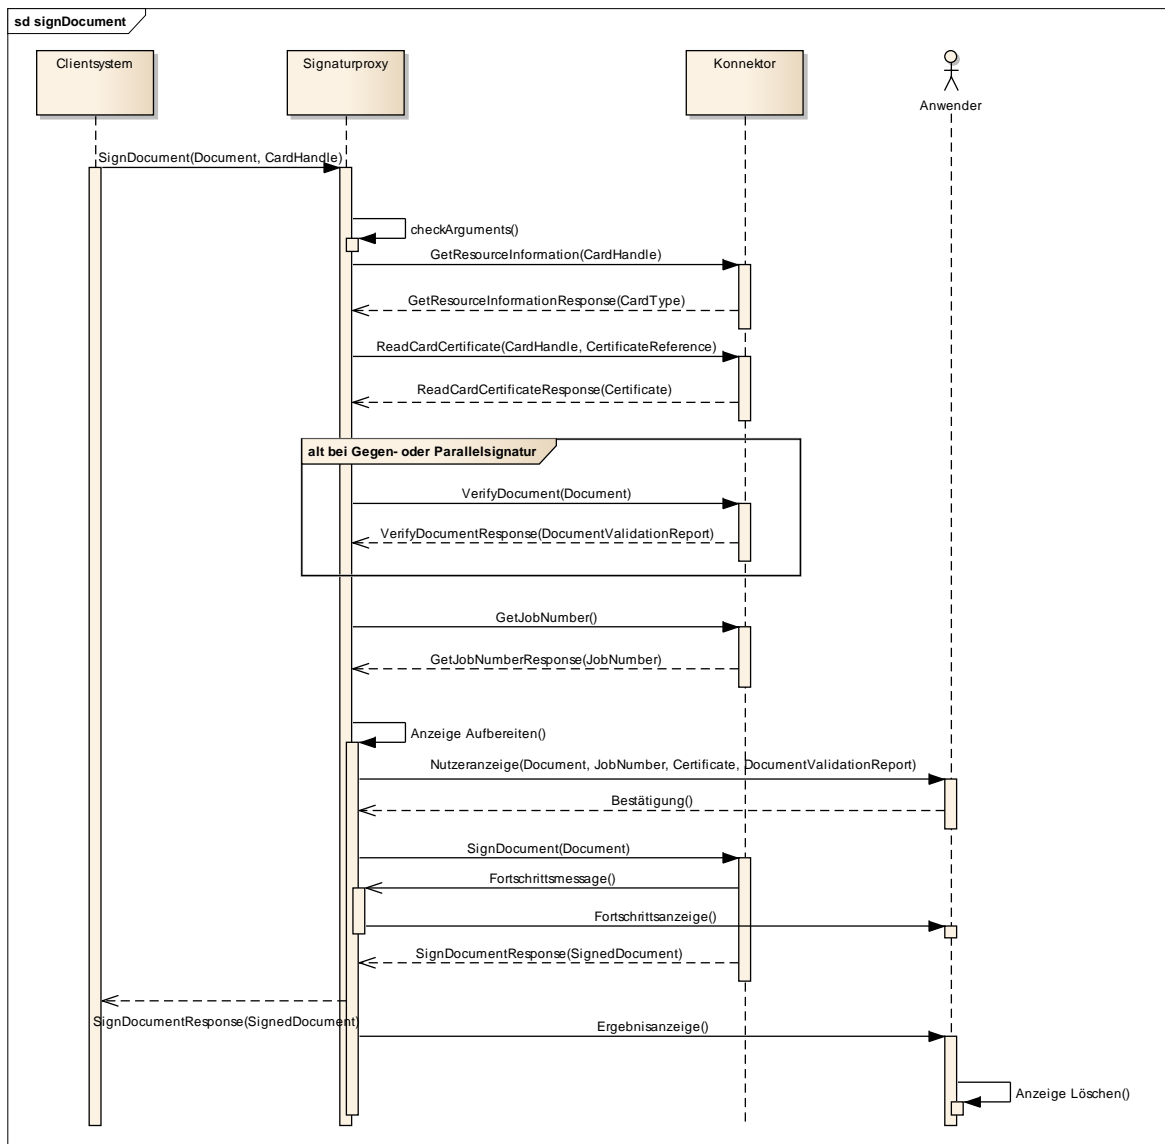 sd signDocument
Clientsystem
Signaturproxy
Konnektor
Anwender
SignDocument(Document, CardHandle)
checkArguments()
GetResourceInformation(CardHandle)
GetResourceInformationResponse(CardType)
ReadCardCertificate(CardHandle, CertificateReference)
ReadCardCertificateResponse(Certificate)
alt bei Gegen- oder Parallelsignatur
VerifyDocument(Document)
VerifyDocumentResponse(DocumentValidationReport)
GetJobNumber()
GetJobNumberResponse(JobNumber)
Anzeige Aufbereiten()
Nutzeranzeige(Document, JobNumber, Certificate, DocumentValidationReport)
Bestätigung()
SignDocument(Document)
Fortschrittsmessage()
Fortschrittsanzeige()
SignDocumentResponse(SignedDocument)
SignDocumentResponse(SignedDocument)
Ergebnisanzeige()
Anzeige Löschen()